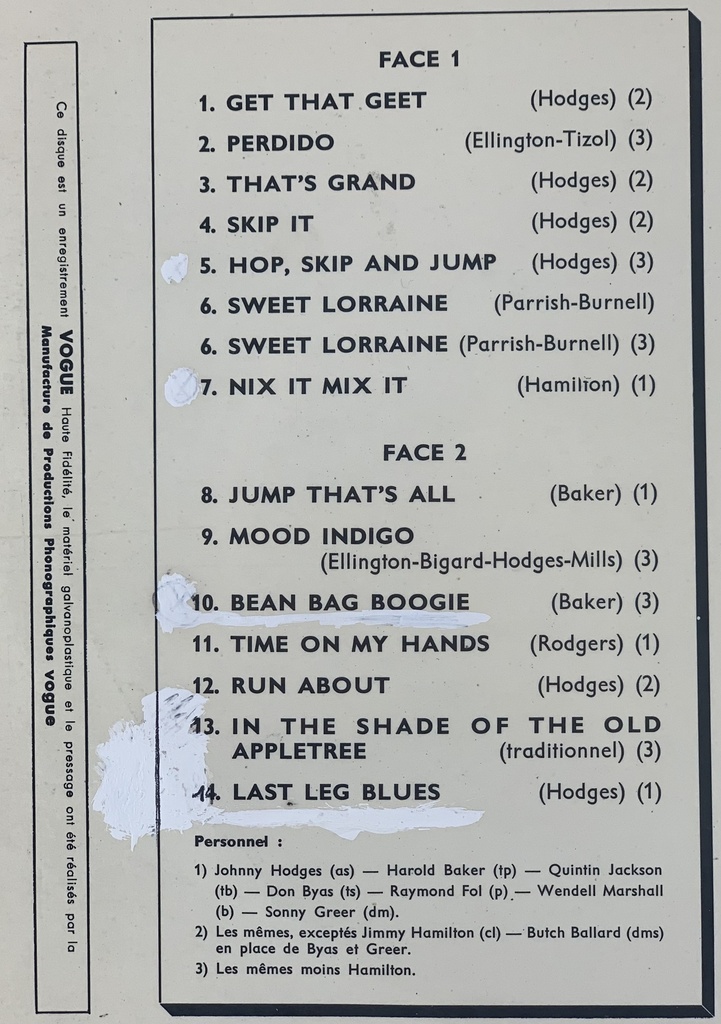 FACE 1
1. GET THAT GEET (Hodges) (2)
2. PERDIDO (Ellington-Tizol) (3)
3. THAT'S GRAND (Hodges) (2)
4. SKIP IT (Hodges) (2)
5. HOP, SKIP AND JUMP (Hodges) (3)
6. SWEET LORRAINE (Parrish-Burnell)
6. SWEET LORRAINE (Parrish-Burnell) (3)
7. NIX IT MIX IT (Hamilton) (1)
FACE 2
8. JUMP THAT'S ALL (Baker) (1)
9. MOOD INDIGO
(Ellington-Bigard-Hodges-Mills) (3)
10. BEAN BAG BOOGIE (Baker) (3)
11. TIME ON MY HANDS (Rodgers) (1)
12. RUN ABOUT (Hodges) (2)
13. IN THE SHADE OF THE OLD
APPLETREE (traditionnel) (3)
14. LAST LEG BLUES (Hodges) (1)
Personnel :
1) Johnny Hodges (as) — Harold Baker (tp) — Quintin Jackson
(tb) — Don Byas (ts) — Raymond Fol (p) — Wendell Marshall
(b) — Sonny Greer (dm).
2) Les mêmes, exceptés Jimmy Hamilton (cl) — Butch Ballard (dms)
en place de Byas et Greer.
3) Les mêmes moins Hamilton.
Ce disque est un enregistrement VOGUE Haute Fidélité, le matériel galvanoplastique et le pressage ont été réalisés par la
Manufacture de Productions Phonographiques vogue